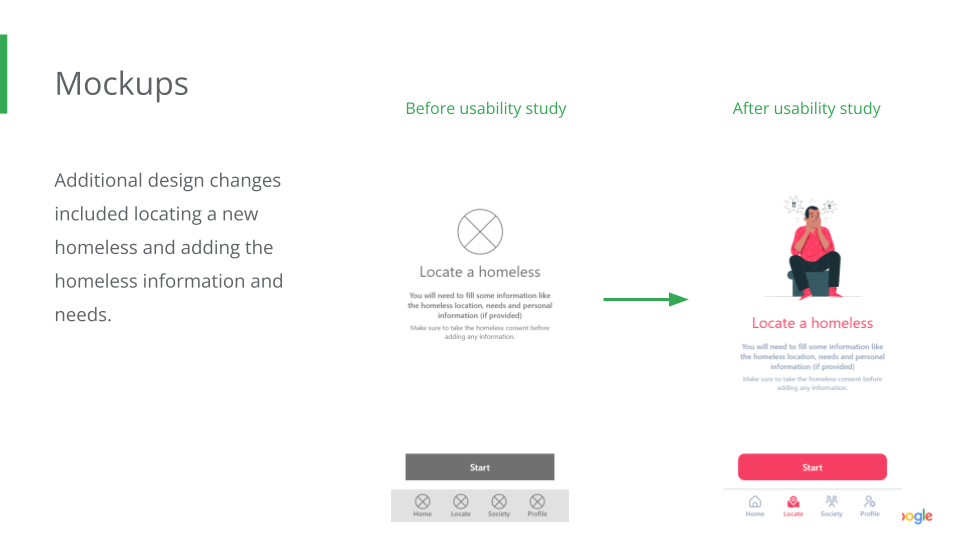 Mockups
Additional design changes
included locating a new
homeless and adding the
homeless information and
needs.
Before usability study
Locate a homeless
You will need to fill some information like
the homeless location, needs and personal
information (if provided)
Make sure to take the homeless consent before
adding any information.
Start
Home Locate Society Profile
After usability study
Locate a homeless
You will need to fill some information like
the homeless location, needs and personal
information (if provided)
Make sure to take the homeless consent before
adding any information.
Start
Home Locate Society Profile
oogle